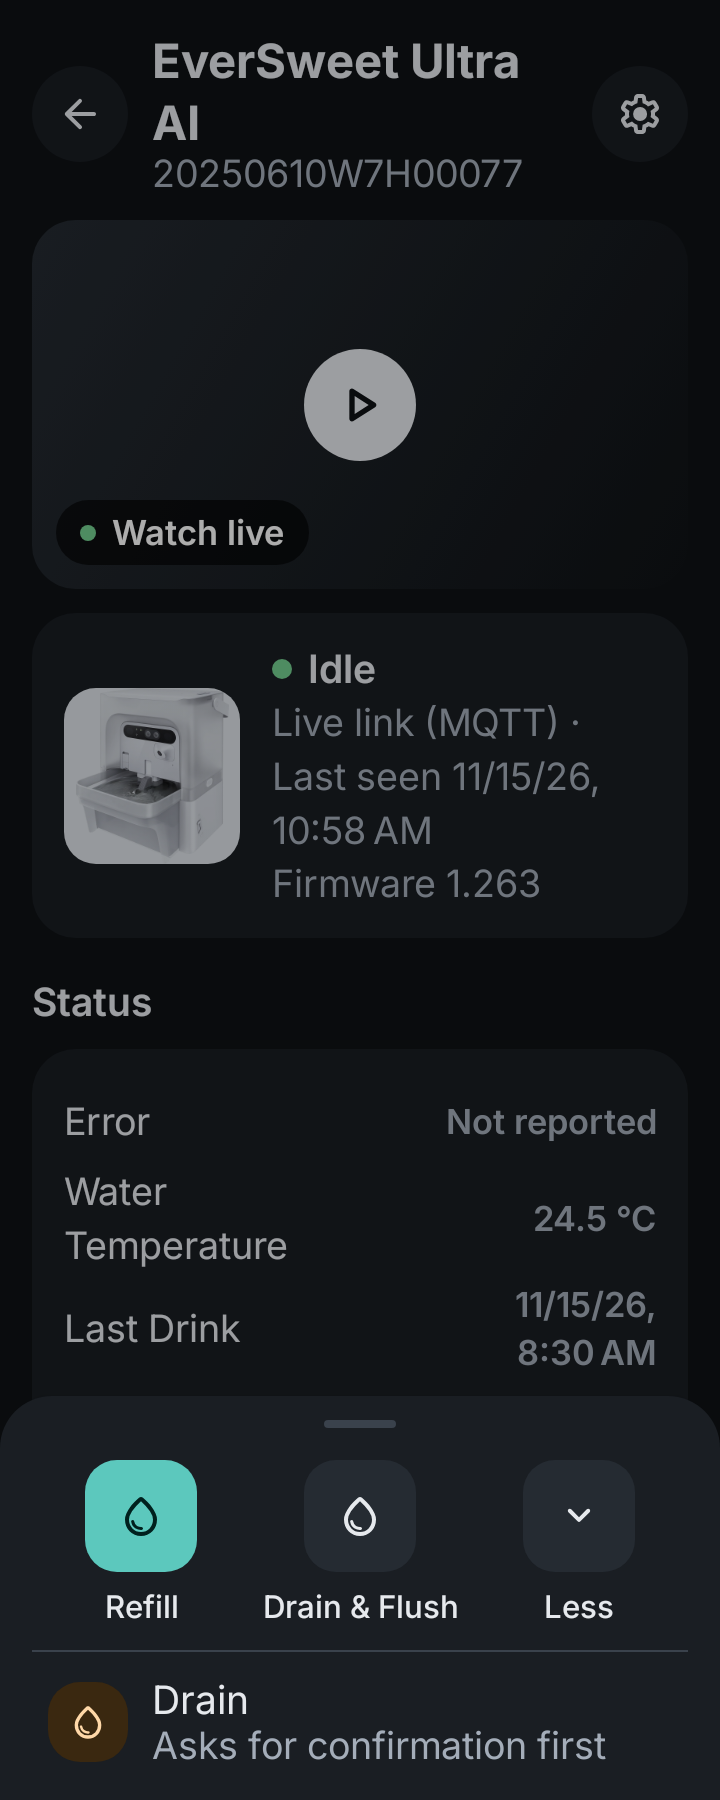 EverSweet Ultra
AI
20250610W7H00077
Watch live
Idle
Live link (MQTT) ·
Last seen 11/15/26,
10:58 AM
Firmware 1.263
Status
Error
Not reported
Water
Temperature
24.5 °C
Last Drink
11/15/26,
8:30 AM
Refill
Drain & Flush
Less
Drain
Asks for confirmation first